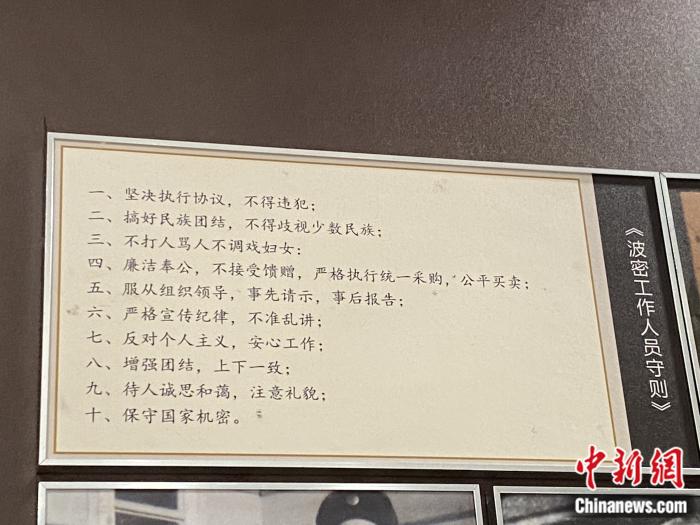 一、坚决执行协议，不得违犯；
二、搞好民族团结，不得歧视少数民族；
三、不打人骂人不调戏妇女：
四、廉洁奉公，不接受馈赠，严格执行统一采购，公平买卖；
五、服从组织领导，事先请示，事后报告；
六、严格宣传纪律，不准乱讲；
七、反对个人主义，安心工作；
八、增强团结，上下一致；
九、待人诚思和蔼，注意礼貌；
十、保守国家机密。
《波密工作人员守则》
中新網
Chinanews.com